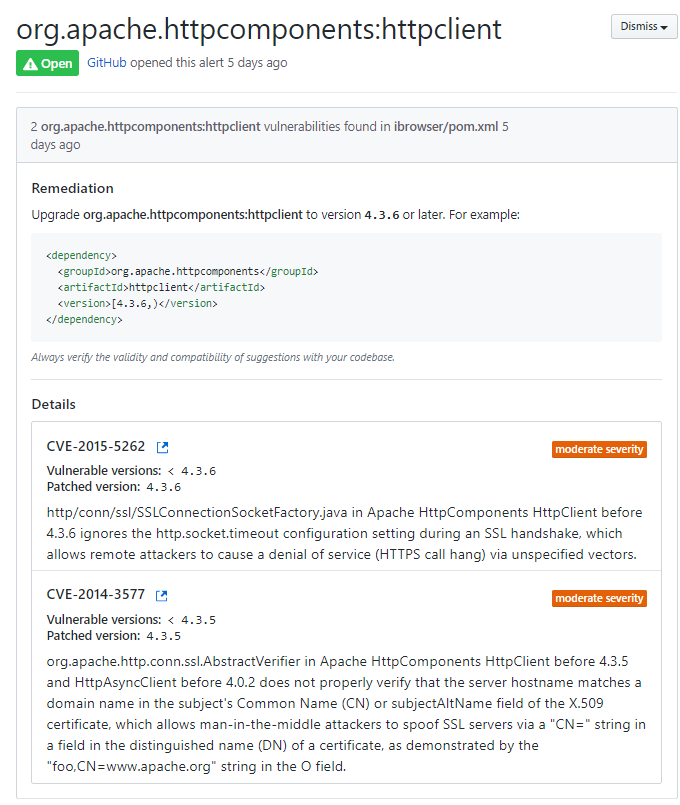 org.apache.httpcomponents:httpclient
Dismiss
Open GitHub opened this alert 5 days ago
2 org.apache.httpcomponents:httpclient vulnerabilities found in ibrowser/pom.xml 5
days ago
Remediation
Upgrade org.apache.httpcomponents:httpclient to version 4.3.6 or later. For example:
<dependency>
  <groupId>org.apache.httpcomponents</groupId>
  <artifactId>httpclient</artifactId>
  <version>[4.3.6,)</version>
</dependency>
Always verify the validity and compatibility of suggestions with your codebase.
Details
CVE-2015-5262
moderate severity
Vulnerable versions: < 4.3.6
Patched version: 4.3.6
http/conn/ssl/SSLConnectionSocketFactory.java in Apache HttpComponents HttpClient before
4.3.6 ignores the http.socket.timeout configuration setting during an SSL handshake, which
allows remote attackers to cause a denial of service (HTTPS call hang) via unspecified vectors.
CVE-2014-3577
moderate severity
Vulnerable versions: < 4.3.5
Patched version: 4.3.5
org.apache.http.conn.ssl.AbstractVerifier in Apache HttpComponents HttpClient before 4.3.5
and HttpAsyncClient before 4.0.2 does not properly verify that the server hostname matches a
domain name in the subject's Common Name (CN) or subjectAltName field of the X.509
certificate, which allows man-in-the-middle attackers to spoof SSL servers via a "CN=" string in
a field in the distinguished name (DN) of a certificate, as demonstrated by the
"foo,CN=www.apache.org" string in the O field.